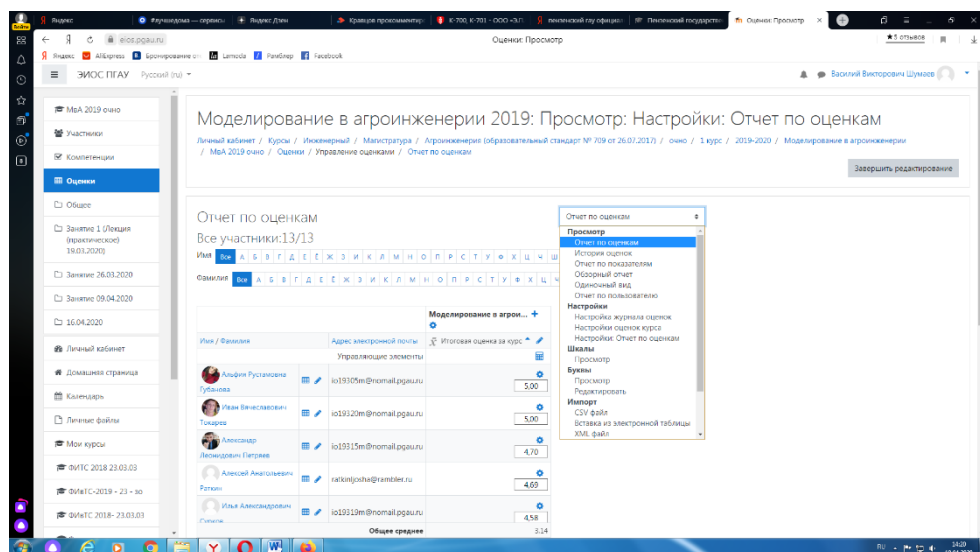 Войти
Яндекс
#лучшедома — сервисы
Яндекс Дзен
Кравцов прокомментир
К-700, К-701 - ООО «Э.П
пензенский гау официал
Пензенский государстве
Оценки: Просмотр
eios.pgau.ru
Оценки: Просмотр
★ 5 отзывов
Яндекс
AliExpress
Бронирование
Lamoda
Рамблер
Facebook
ЭИОС ПГАУ
Русский (ru)
Василий Викторович Шумаев
МвА 2019 очно
Участники
Компетенции
Оценки
Общее
Занятие 1 (Лекция (практическое) 19.03.2020)
Занятие 26.03.2020
Занятие 09.04.2020
16.04.2020
Личный кабинет
Домашняя страница
Календарь
Личные файлы
Мои курсы
ФИТС 2018 23.03.03
ФИвТС-2019 - 23 - зо
ФИвТС 2018- 23.03.03
Моделирование в агроинженерии 2019: Просмотр: Настройки: Отчет по оценкам
Личный кабинет / Курсы / Инженерный / Магистратура / Агроинженерия (образовательный стандарт № 709 от 26.07.2017) / очно / 1 курс / 2019-2020 / Моделирование в агроинженерии
/ МвА 2019 очно / Оценки / Управление оценками / Отчет по оценкам
Завершить редактирование
Отчет по оценкам
Все участники:13/13
Имя Все А Б В Г Д Е Ё Ж З И К Л М Н О П Р С Т У Ф Х Ц Ч Ш
Фамилия Все А Б В Г Д Е Ё Ж З И К Л М Н О П Р С Т У Ф Х Ц Ч
Моделирование в агрои...
Имя / Фамилия
Адрес электронной почты
Итоговая оценка за курс
Управляющие элементы
Альфия Рустамовна Губанова
io19305m@nomail.pgau.ru
5,00
Иван Вячеславович Токарев
io19320m@nomail.pgau.ru
5,00
Александр Леонидович Петряев
io19315m@nomail.pgau.ru
4,70
Алексей Анатольевич Раткин
ratkinljosha@rambler.ru
4,69
Илья Александрович
io19319m@nomail.pgau.ru
4,58
Общее среднее
3,14
Отчет по оценкам
Просмотр
Отчет по оценкам
История оценок
Отчет по показателям
Обзорный отчет
Одиночный вид
Отчет по пользователю
Настройки
Настройка журнала оценок
Настройки оценок курса
Настройки: Отчет по оценкам
Шкалы
Просмотр
Буквы
Просмотр
Редактировать
Импорт
CSV файл
Вставка из электронной таблицы
XML файл
RU
14:20